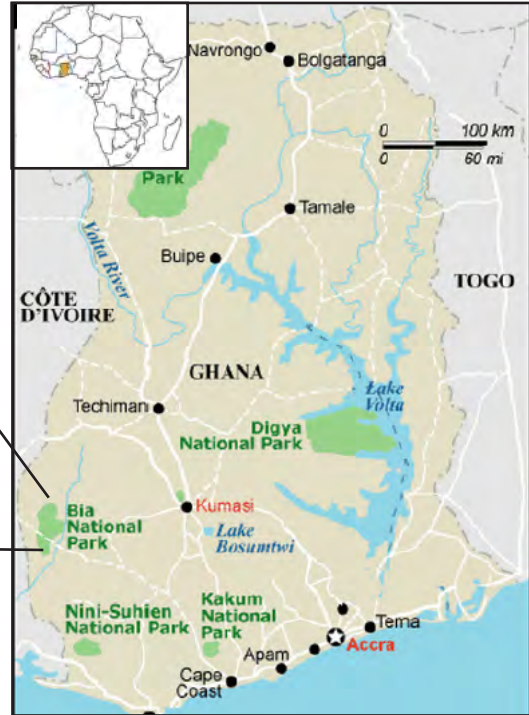 Navrongo
Bolgatanga
0 100 km
0 60 mi
Park
Tamale
Volta River
Buipe
CÔTE
D'IVOIRE
TOGO
GHANA
Lake
Volta
Techiman
Digya
National Park
Kumasi
Bia
National
Park
Lake
Bosumtwi
Nini-Suhien
National Park
Kakum
National
Park
Tema
Accra
Apam
Cape
Coast